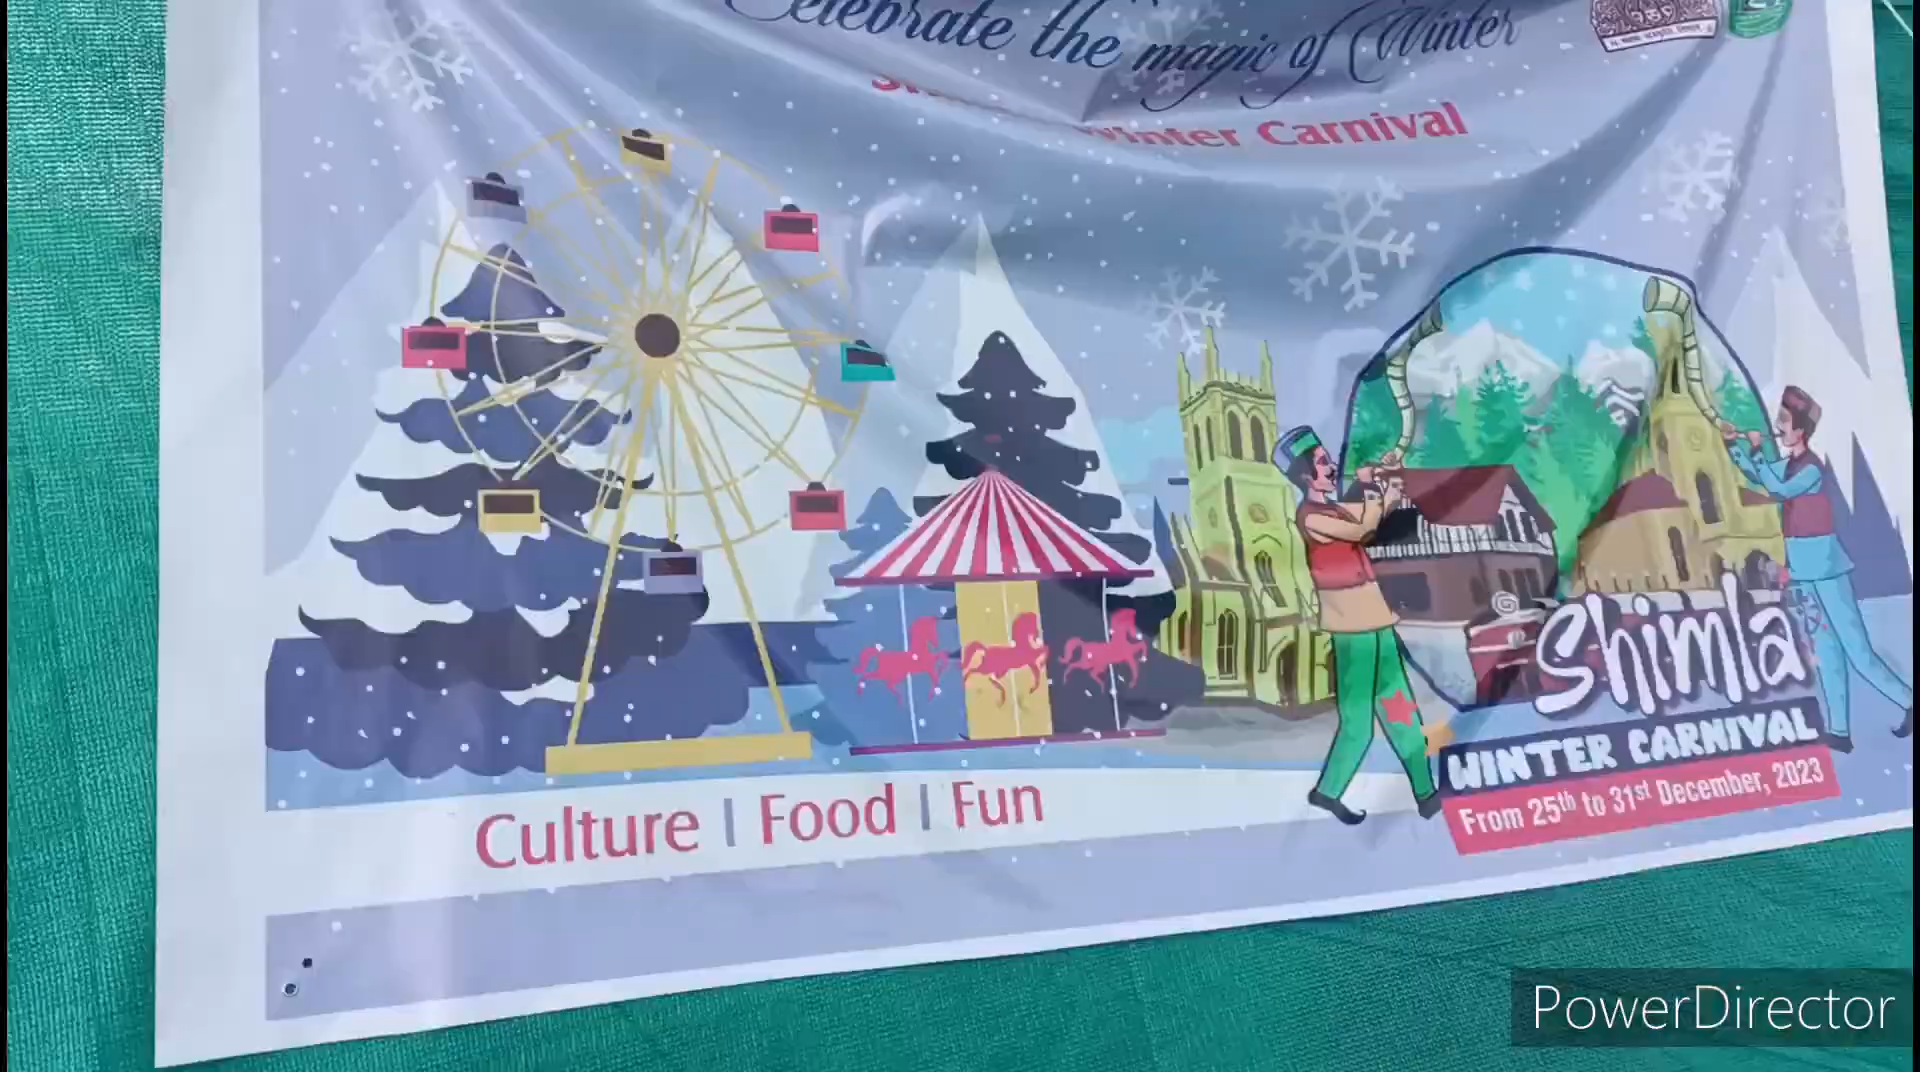 Celebrate the magic of Winter
Winter Carnival
Shimla
WINTER CARNIVAL
From 25th to 31st December, 2023
Culture | Food | Fun
PowerDirector